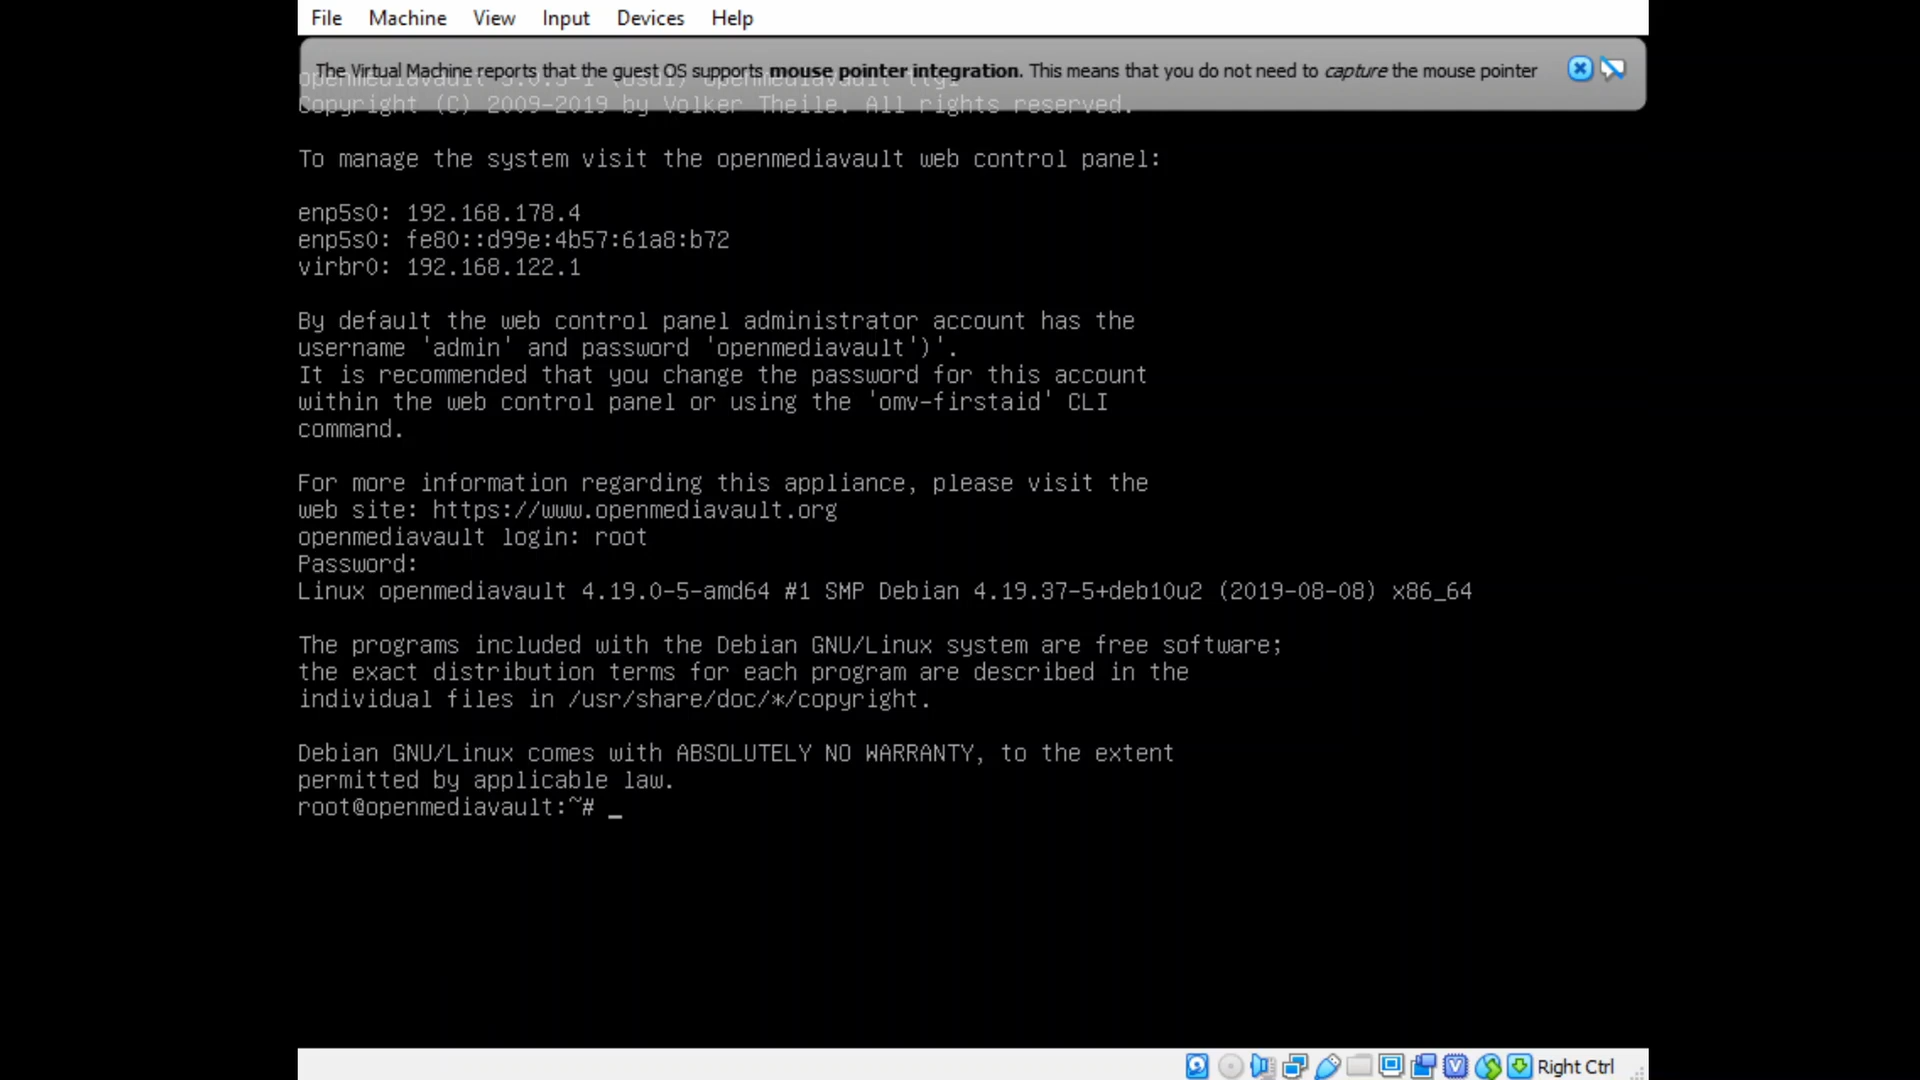 File Machine View Input Devices Help
The Virtual Machine reports that the guest OS supports mouse pointer integration. This means that you do not need to capture the mouse pointer
openmediavault
Copyright (C) 2009-2019 by Volker Theile. All rights reserved.
To manage the system visit the openmediavault web control panel:
enp5s0: 192.168.178.4
enp5s0: fe80::d99e:4b57:61a8:b72
virbr0: 192.168.122.1
By default the web control panel administrator account has the
username 'admin' and password 'openmediavault')'.
It is recommended that you change the password for this account
within the web control panel or using the 'omv-firstaid' CLI
command.
For more information regarding this appliance, please visit the
web site: https://www.openmediavault.org
openmediavault login: root
Password:
Linux openmediavault 4.19.0-5-amd64 #1 SMP Debian 4.19.37-5+deb10u2 (2019-08-08) x86_64
The programs included with the Debian GNU/Linux system are free software;
the exact distribution terms for each program are described in the
individual files in /usr/share/doc/*/copyright.
Debian GNU/Linux comes with ABSOLUTELY NO WARRANTY, to the extent
permitted by applicable law.
root@openmediavault:~# _
Right Ctrl